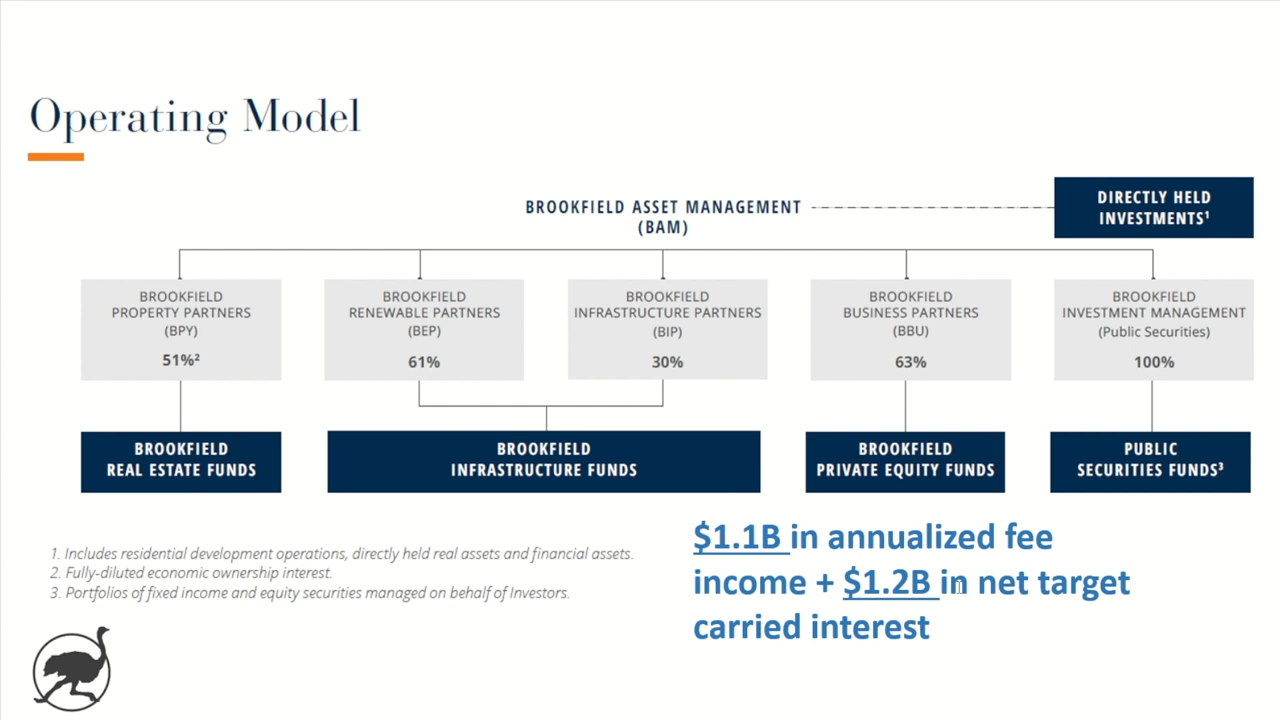 Operating Model
BROOKFIELD ASSET MANAGEMENT
(BAM)
DIRECTLY HELD
INVESTMENTS¹
BROOKFIELD
PROPERTY PARTNERS
(BPY)
51%²
BROOKFIELD
RENEWABLE PARTNERS
(BEP)
61%
BROOKFIELD
INFRASTRUCTURE PARTNERS
(BIP)
30%
BROOKFIELD
BUSINESS PARTNERS
(BBU)
63%
BROOKFIELD
INVESTMENT MANAGEMENT
(Public Securities)
100%
BROOKFIELD
REAL ESTATE FUNDS
BROOKFIELD
INFRASTRUCTURE FUNDS
BROOKFIELD
PRIVATE EQUITY FUNDS
PUBLIC
SECURITIES FUNDS³
1. Includes residential development operations, directly held real assets and financial assets.
2. Fully-diluted economic ownership interest.
3. Portfolios of fixed income and equity securities managed on behalf of Investors.
$1.1B in annualized fee
income + $1.2B in net target
carried interest